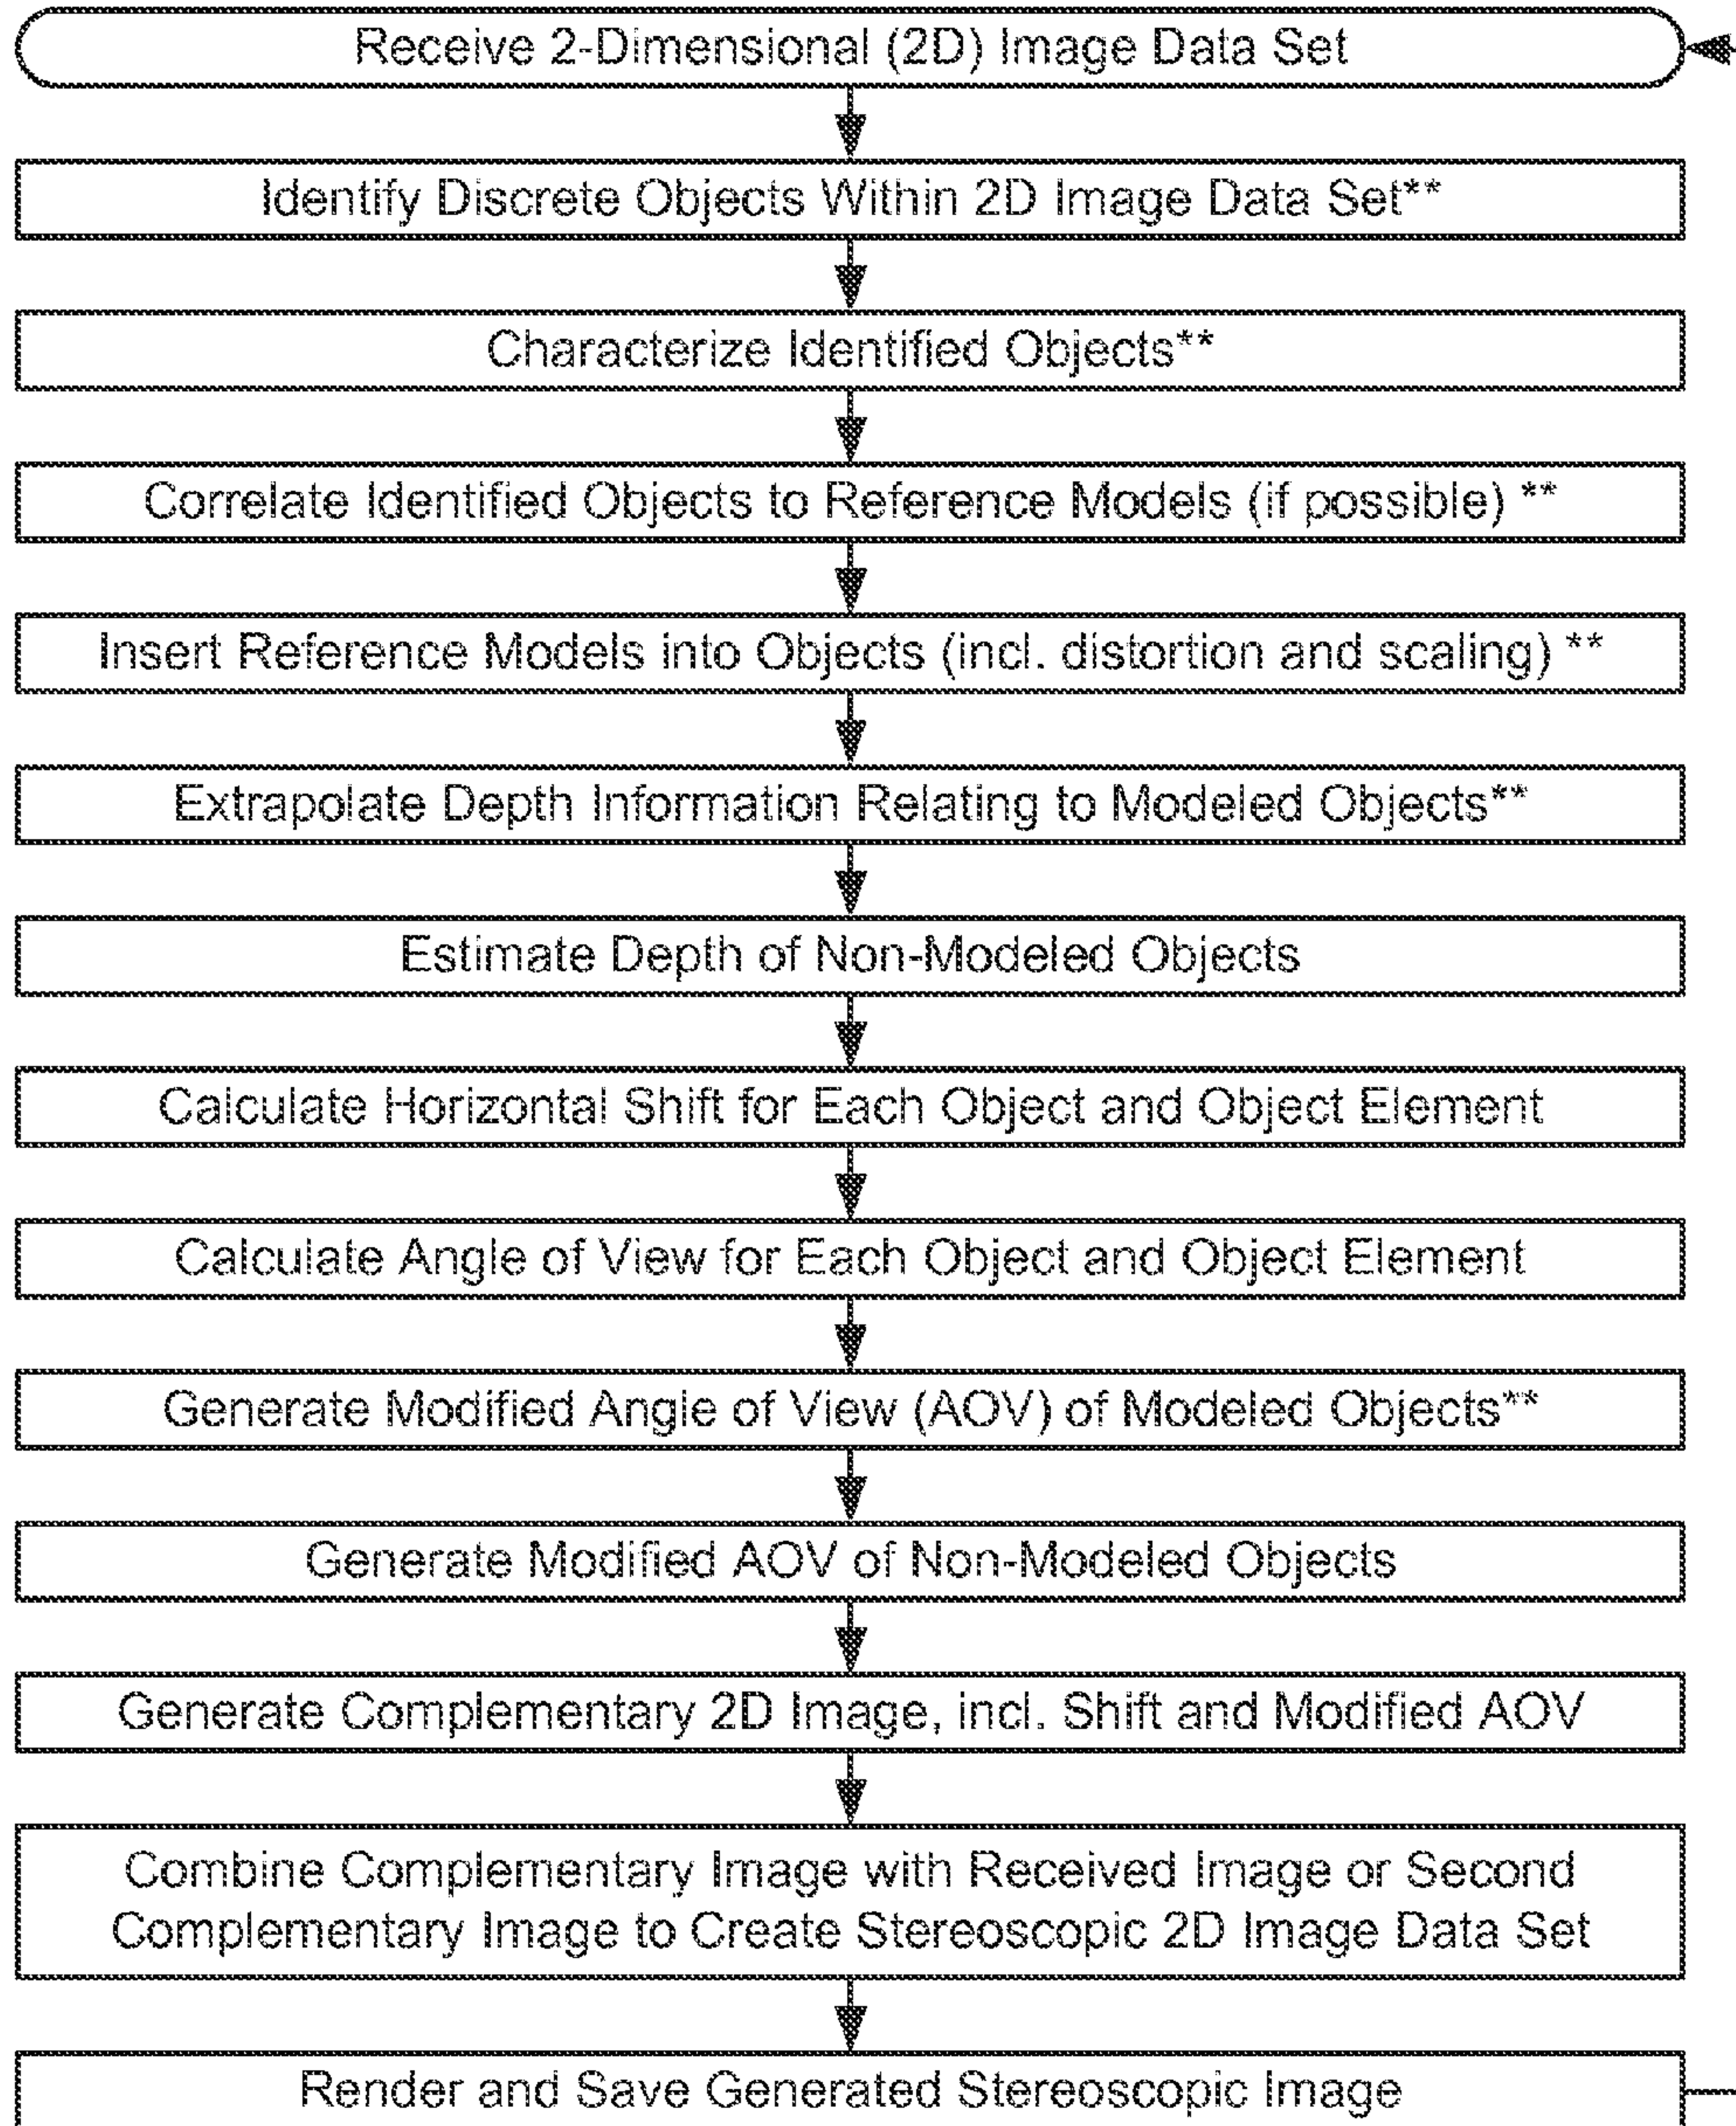 Receive 2-Dimensional (2D) Image Data Set
Identify Discrete Objects Within 2D Image Data Set**
Characterize Identified Objects**
Correlate Identified Objects to Reference Models (if possible) **
Insert Reference Models into Objects (incl. distortion and scaling) **
Extrapolate Depth Information Relating to Modeled Objects**
Estimate Depth of Non-Modeled Objects
Calculate Horizontal Shift for Each Object and Object Element
Calculate Angle of View for Each Object and Object Element
Generate Modified Angle of View (AOV) of Modeled Objects**
Generate Modified AOV of Non-Modeled Objects
Generate Complementary 2D Image, incl. Shift and Modified AOV
Combine Complementary Image with Received Image or Second
Complementary Image to Create Stereoscopic 2D Image Data Set
Render and Save Generated Stereoscopic Image